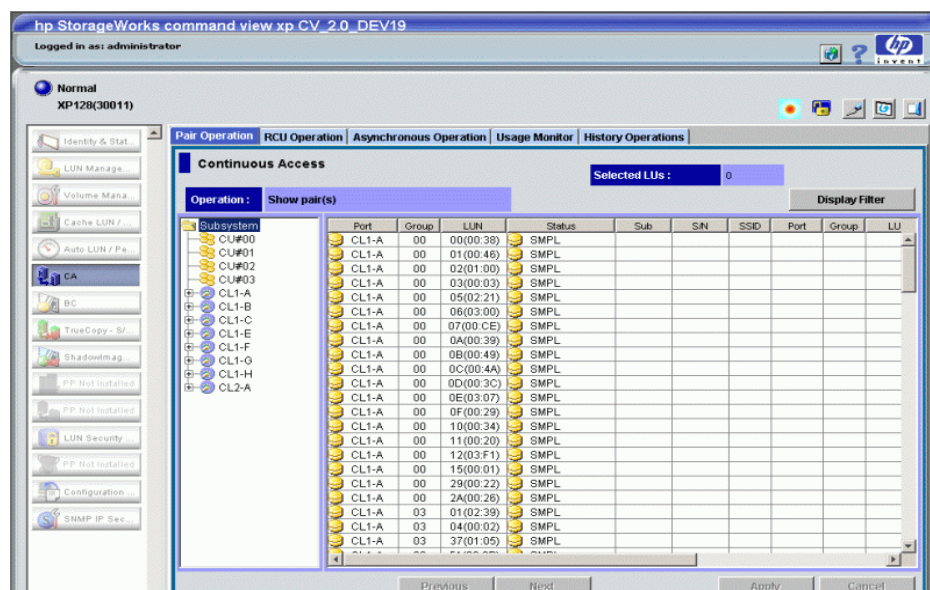 hp StorageWorks command view xp CV_2.0_DEV19
Logged in as: administrator
hp
invent
Normal
XP128(30011)
Identity & Stat...
LUN Manage...
Volume Mana...
Cache LUN / ...
Auto LUN / Pe...
CA
BC
TrueCopy - S/...
ShadowImag...
PP Not Installed
PP Not Installed
LUN Security ...
PP Not Installed
Configuration ...
SNMP IP Sec...
Pair Operation RCU Operation Asynchronous Operation Usage Monitor History Operations
Continuous Access
Selected LUs : 0
Operation : Show pair(s)
Display Filter
Subsystem
CU#00
CU#01
CU#02
CU#03
CL1-A
CL1-B
CL1-C
CL1-E
CL1-F
CL1-G
CL1-H
CL2-A
Port Group LUN Status Sub S/N SSID Port Group LU
CL1-A 00 00(00:38) SMPL
CL1-A 00 01(00:46) SMPL
CL1-A 00 02(01:00) SMPL
CL1-A 00 03(00:03) SMPL
CL1-A 00 05(02:21) SMPL
CL1-A 00 06(03:00) SMPL
CL1-A 00 07(00:CE) SMPL
CL1-A 00 0A(00:39) SMPL
CL1-A 00 0B(00:49) SMPL
CL1-A 00 0C(00:4A) SMPL
CL1-A 00 0D(00:3C) SMPL
CL1-A 00 0E(03:07) SMPL
CL1-A 00 0F(00:29) SMPL
CL1-A 00 10(00:34) SMPL
CL1-A 00 11(00:20) SMPL
CL1-A 00 12(03:F1) SMPL
CL1-A 00 15(00:01) SMPL
CL1-A 00 29(00:22) SMPL
CL1-A 00 2A(00:26) SMPL
CL1-A 03 01(02:39) SMPL
CL1-A 03 04(00:02) SMPL
CL1-A 03 37(01:05) SMPL
Previous Next Apply Cancel